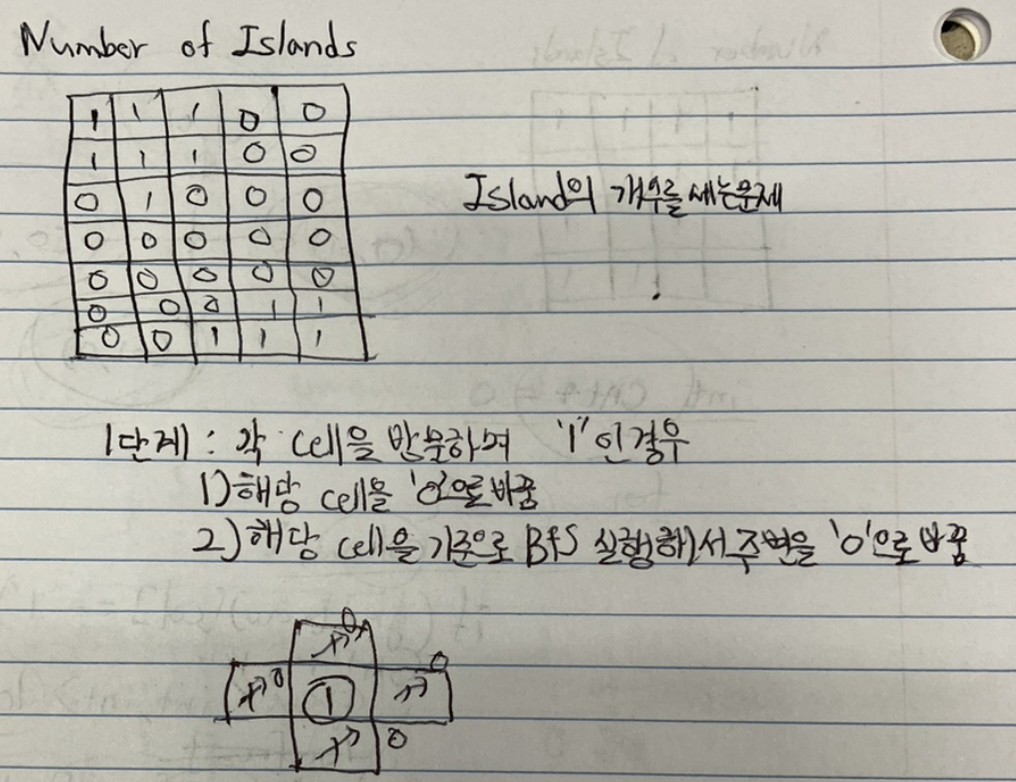 Number of Islands
1 1 1 0 0
1 1 1 0 0
0 1 0 0 0
Island의 개수를 세는문제
0 0 0 0 0
0 0 0 0 0
0 0 0 1 1
0 0 1 1 1
1단계 : 각 cell을 방문하며 '1'인경우
1) 해당 cell을 '0'으로바꿈
2) 해당 cell을 기준으로 BFS 실행해서 주변을 '0'으로 바꿈
1→0
1→0 1 1→0
1→0